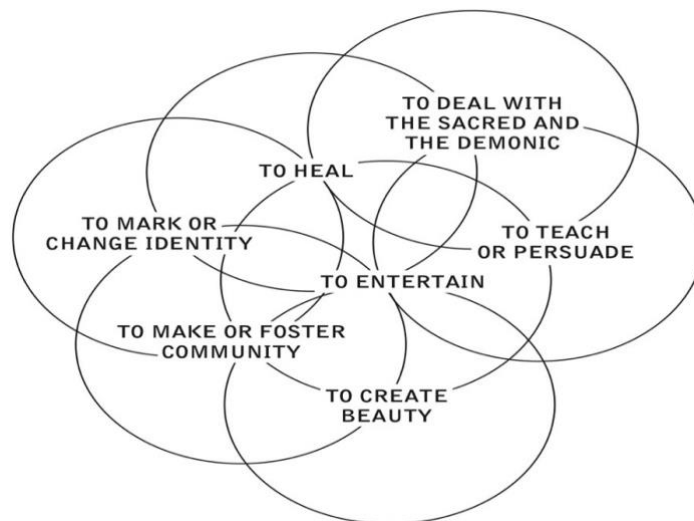 TO DEAL WITH
THE SACRED AND
THE DEMONIC
TO HEAL
TO MARK OR
CHANGE IDENTITY
TO TEACH
OR PERSUADE
TO ENTERTAIN
TO MAKE OR FOSTER
COMMUNITY
TO CREATE
BEAUTY